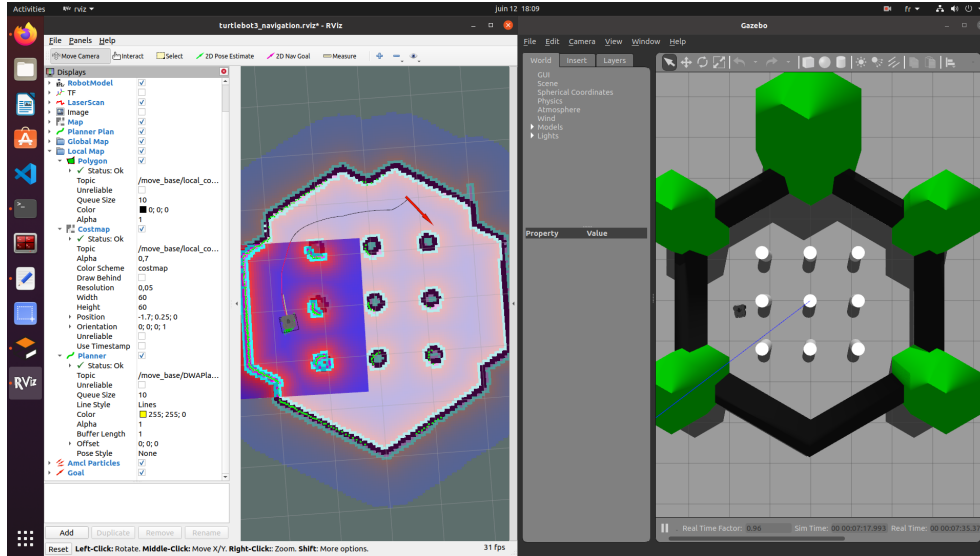 Activities
rviz
juin 12 18:09
fr
turtlebot3_navigation.rviz* - RViz
File Panels Help
Move Camera
Interact
Select
2D Pose Estimate
2D Nav Goal
Measure
Displays
RobotModel
TF
LaserScan
Image
Map
Planner Plan
Global Map
Local Map
Polygon
Status: Ok
Topic /move_base/local_co...
Unreliable
Queue Size 10
Color 0; 0; 0
Alpha 1
Costmap
Status: Ok
Topic /move_base/local_co...
Alpha 0,7
Color Scheme costmap
Draw Behind
Resolution 0,05
Width 60
Height 60
Position -1.7; 0.25; 0
Orientation 0; 0; 0; 1
Unreliable
Use Timestamp
Planner
Status: Ok
Topic /move_base/DWAPla...
Unreliable
Queue Size 10
Line Style Lines
Color 255; 255; 0
Alpha 1
Buffer Length 1
Offset 0; 0; 0
Pose Style None
Amcl Particles
Goal
Add Duplicate Remove Rename
Reset Left-Click: Rotate. Middle-Click: Move X/Y. Right-Click: Zoom. Shift: More options.
31 fps
RViz
Gazebo
File Edit Camera View Window Help
World Insert Layers
GUI
Scene
Spherical Coordinates
Physics
Atmosphere
Wind
Models
Lights
Property Value
Real Time Factor: 0.96 Sim Time: 00 00:07:17.993 Real Time: 00 00:07:35.37